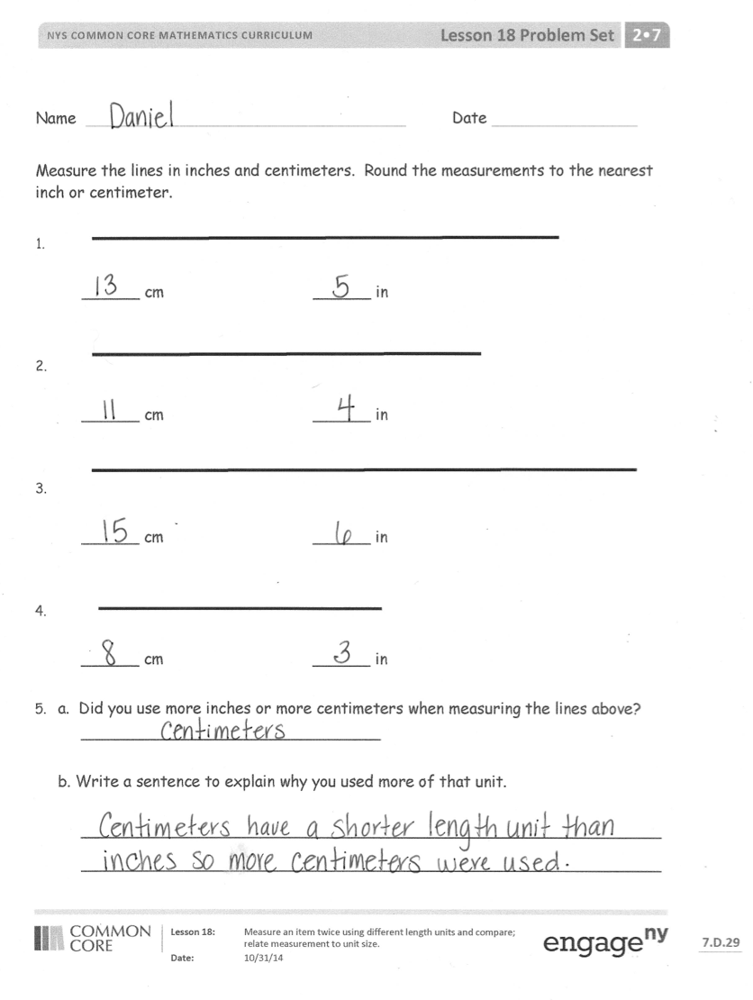 NYS COMMON CORE MATHEMATICS CURRICULUM Lesson 18 Problem Set 2•7
Name Daniel Date
Measure the lines in inches and centimeters. Round the measurements to the nearest
inch or centimeter.
1.
13 cm 5 in
2.
11 cm 4 in
3.
15 cm 6 in
4.
8 cm 3 in
5. a. Did you use more inches or more centimeters when measuring the lines above?
Centimeters
b. Write a sentence to explain why you used more of that unit.
Centimeters have a shorter length unit than
inches so more centimeters were used.
COMMON CORE
Lesson 18: Measure an item twice using different length units and compare;
relate measurement to unit size.
Date: 10/31/14
engage ny
7.D.29